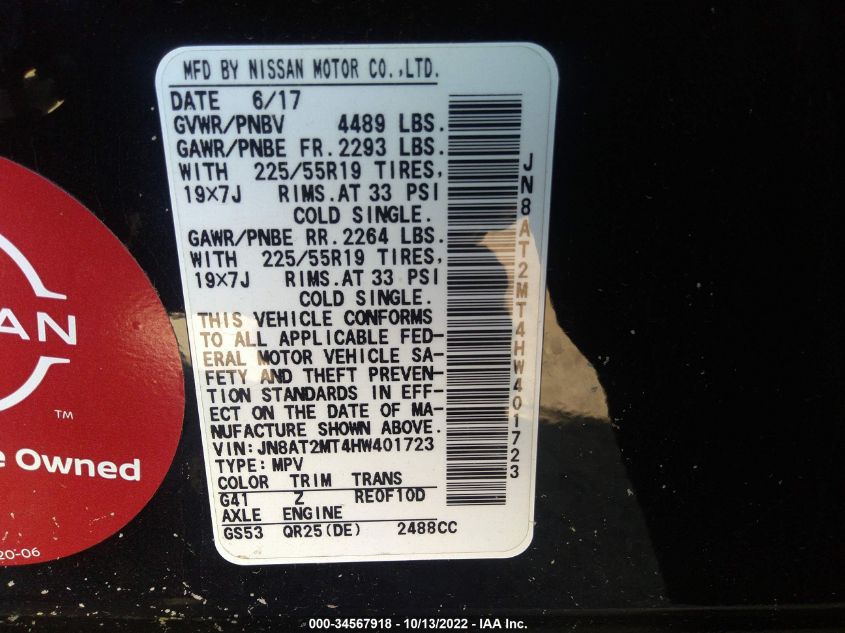 MFD BY NISSAN MOTOR CO.,LTD.
DATE 6/17
GVWR/PNBV 4489 LBS.
GAWR/PNBE FR. 2293 LBS.
WITH 225/55R19 TIRES,
19×7J RIMS. AT 33 PSI
COLD SINGLE.
GAWR/PNBE RR. 2264 LBS.
WITH 225/55R19 TIRES,
19×7J RIMS. AT 33 PSI
COLD SINGLE.
THIS VEHICLE CONFORMS
TO ALL APPLICABLE FED-
ERAL MOTOR VEHICLE SA-
FETY AND THEFT PREVEN-
TION STANDARDS IN EFF-
ECT ON THE DATE OF MA-
NUFACTURE SHOWN ABOVE.
VIN: JN8AT2MT4HW401723
TYPE: MPV
COLOR TRIM TRANS
G41 Z RE0F10D
AXLE ENGINE
GS53 QR25(DE) 2488CC
JN8AT2MT4HW401723
AN
TM
e Owned
20-06
000-34567918 - 10/13/2022 - IAA Inc.